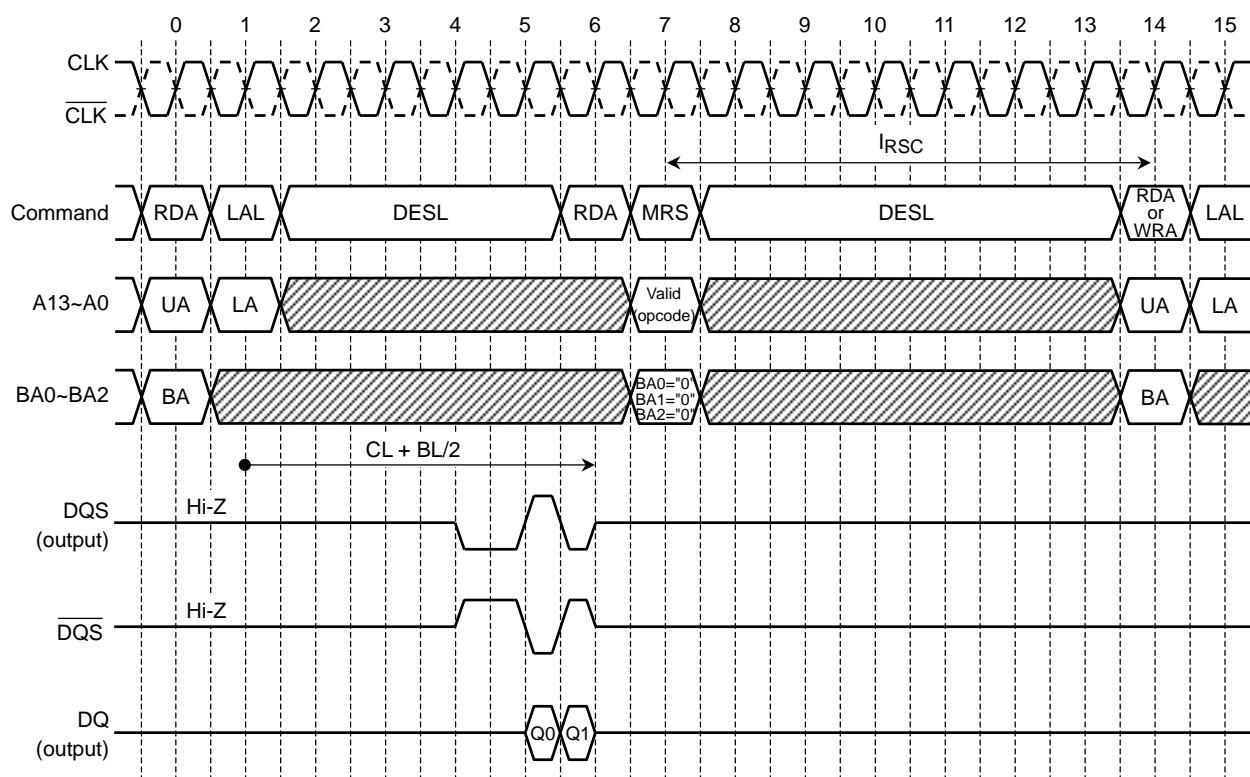 0 1 2 3 4 5 6 7 8 9 10 11 12 13 14 15
CLK
CLK
IRSC
Command RDA LAL DESL RDA MRS DESL RDA or WRA LAL
A13~A0 UA LA Valid (opcode) UA LA
BA0~BA2 BA BA0="0" BA1="0" BA2="0" BA
CL + BL/2
DQS Hi-Z
(output)
DQS Hi-Z
DQ Q0 Q1
(output)